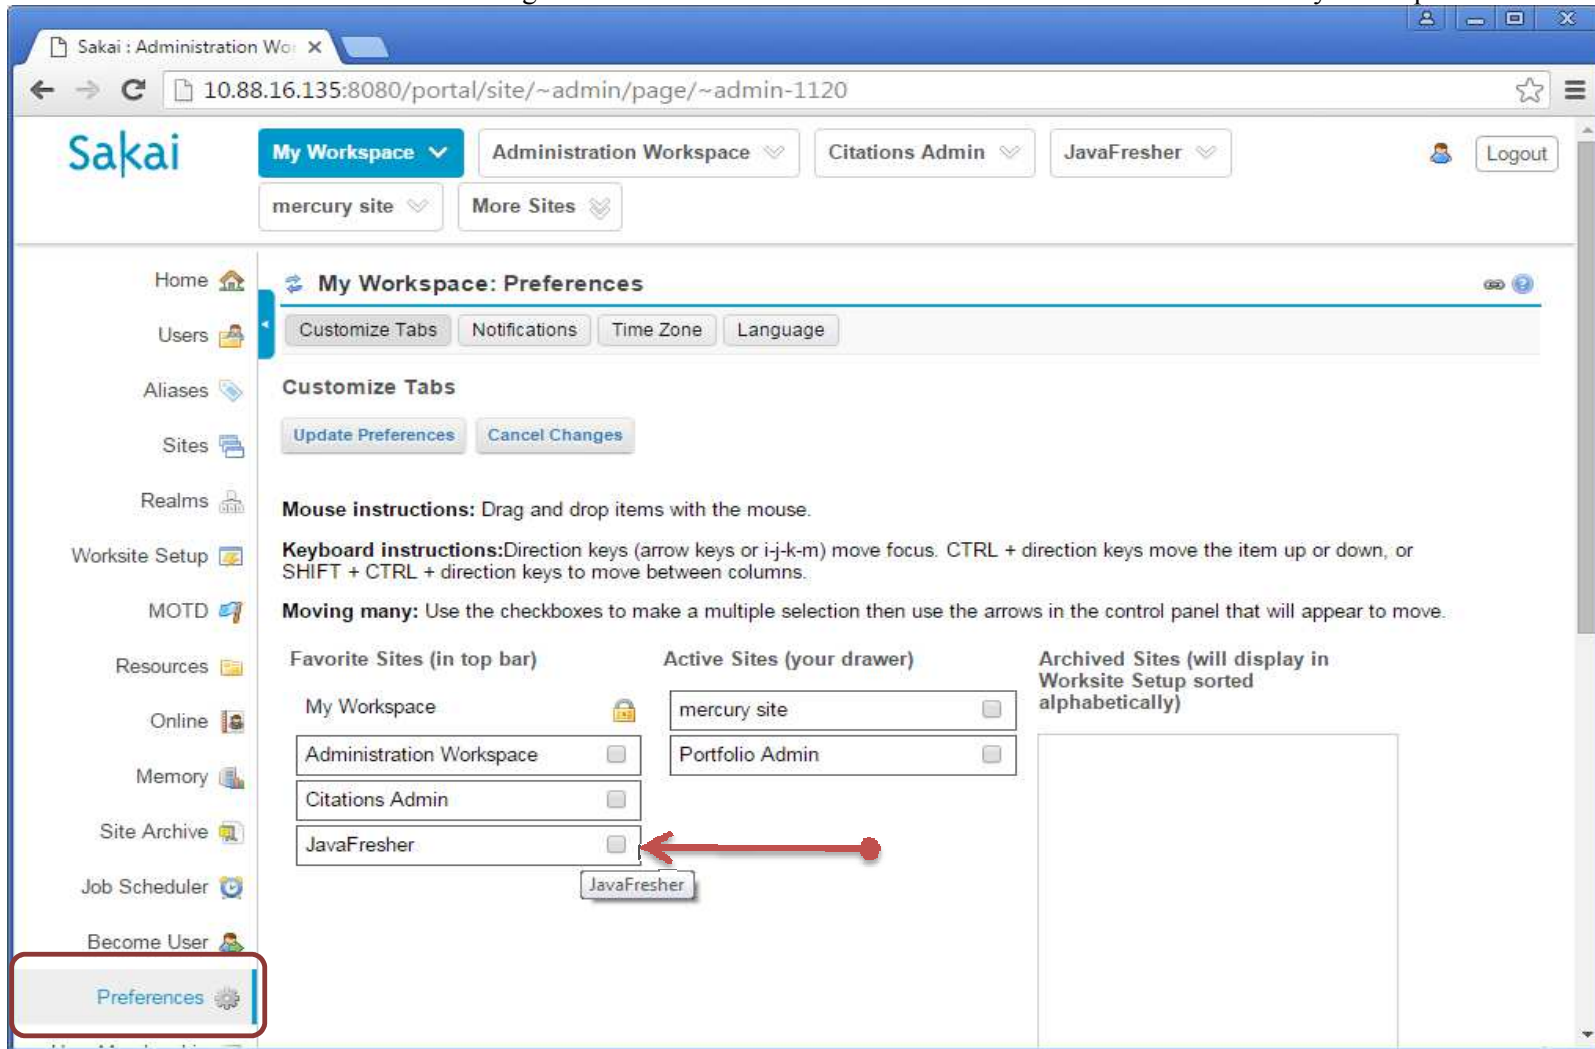 Sakai : Administration Wo
10.88.16.135:8080/portal/site/~admin/page/~admin-1120
Sakai
My Workspace
Administration Workspace
Citations Admin
JavaFresher
Logout
mercury site
More Sites
Home
Users
Aliases
Sites
Realms
Worksite Setup
MOTD
Resources
Online
Memory
Site Archive
Job Scheduler
Become User
Preferences
My Workspace: Preferences
Customize Tabs
Notifications
Time Zone
Language
Customize Tabs
Update Preferences
Cancel Changes
Mouse instructions: Drag and drop items with the mouse.
Keyboard instructions:Direction keys (arrow keys or i-j-k-m) move focus. CTRL + direction keys move the item up or down, or
SHIFT + CTRL + direction keys to move between columns.
Moving many: Use the checkboxes to make a multiple selection then use the arrows in the control panel that will appear to move.
Favorite Sites (in top bar)
My Workspace
Administration Workspace
Citations Admin
JavaFresher
JavaFresher
Active Sites (your drawer)
mercury site
Portfolio Admin
Archived Sites (will display in
Worksite Setup sorted
alphabetically)